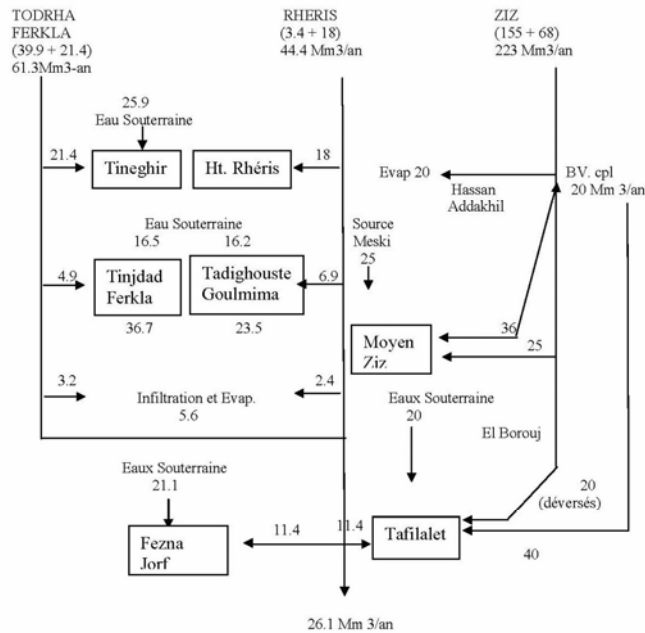 TODRHA
FERKLA
(39.9 + 21.4)
61.3Mm3-an
RHERIS
(3.4 + 18)
44.4 Mm3/an
ZIZ
(155 + 68)
223 Mm3/an
25.9
Eau Souterraine
21.4
Tineghir
Ht. Rhéris
18
Evap 20
Hassan
Addakhil
BV. cpl
20 Mm 3/an
Eau Souterraine
16.5
16.2
Source
Meski
25
4.9
Tinjdad
Ferkla
Tadighouste
Goulmima
6.9
36.7
23.5
Moyen
Ziz
36
25
3.2
Infiltration et Evap.
5.6
2.4
Eaux Souterraine
20
El Borouj
Eaux Souterraine
21.1
20
(déversés)
Fezna
Jorf
11.4
11.4
Tafilalet
40
26.1 Mm 3/an